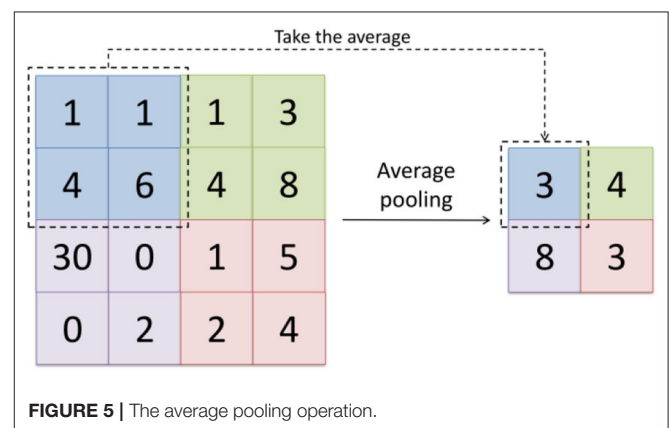 Take the average
1 1 1 3
4 6 4 8
30 0 1 5
0 2 2 4
Average
pooling
3 4
8 3
FIGURE 5 | The average pooling operation.